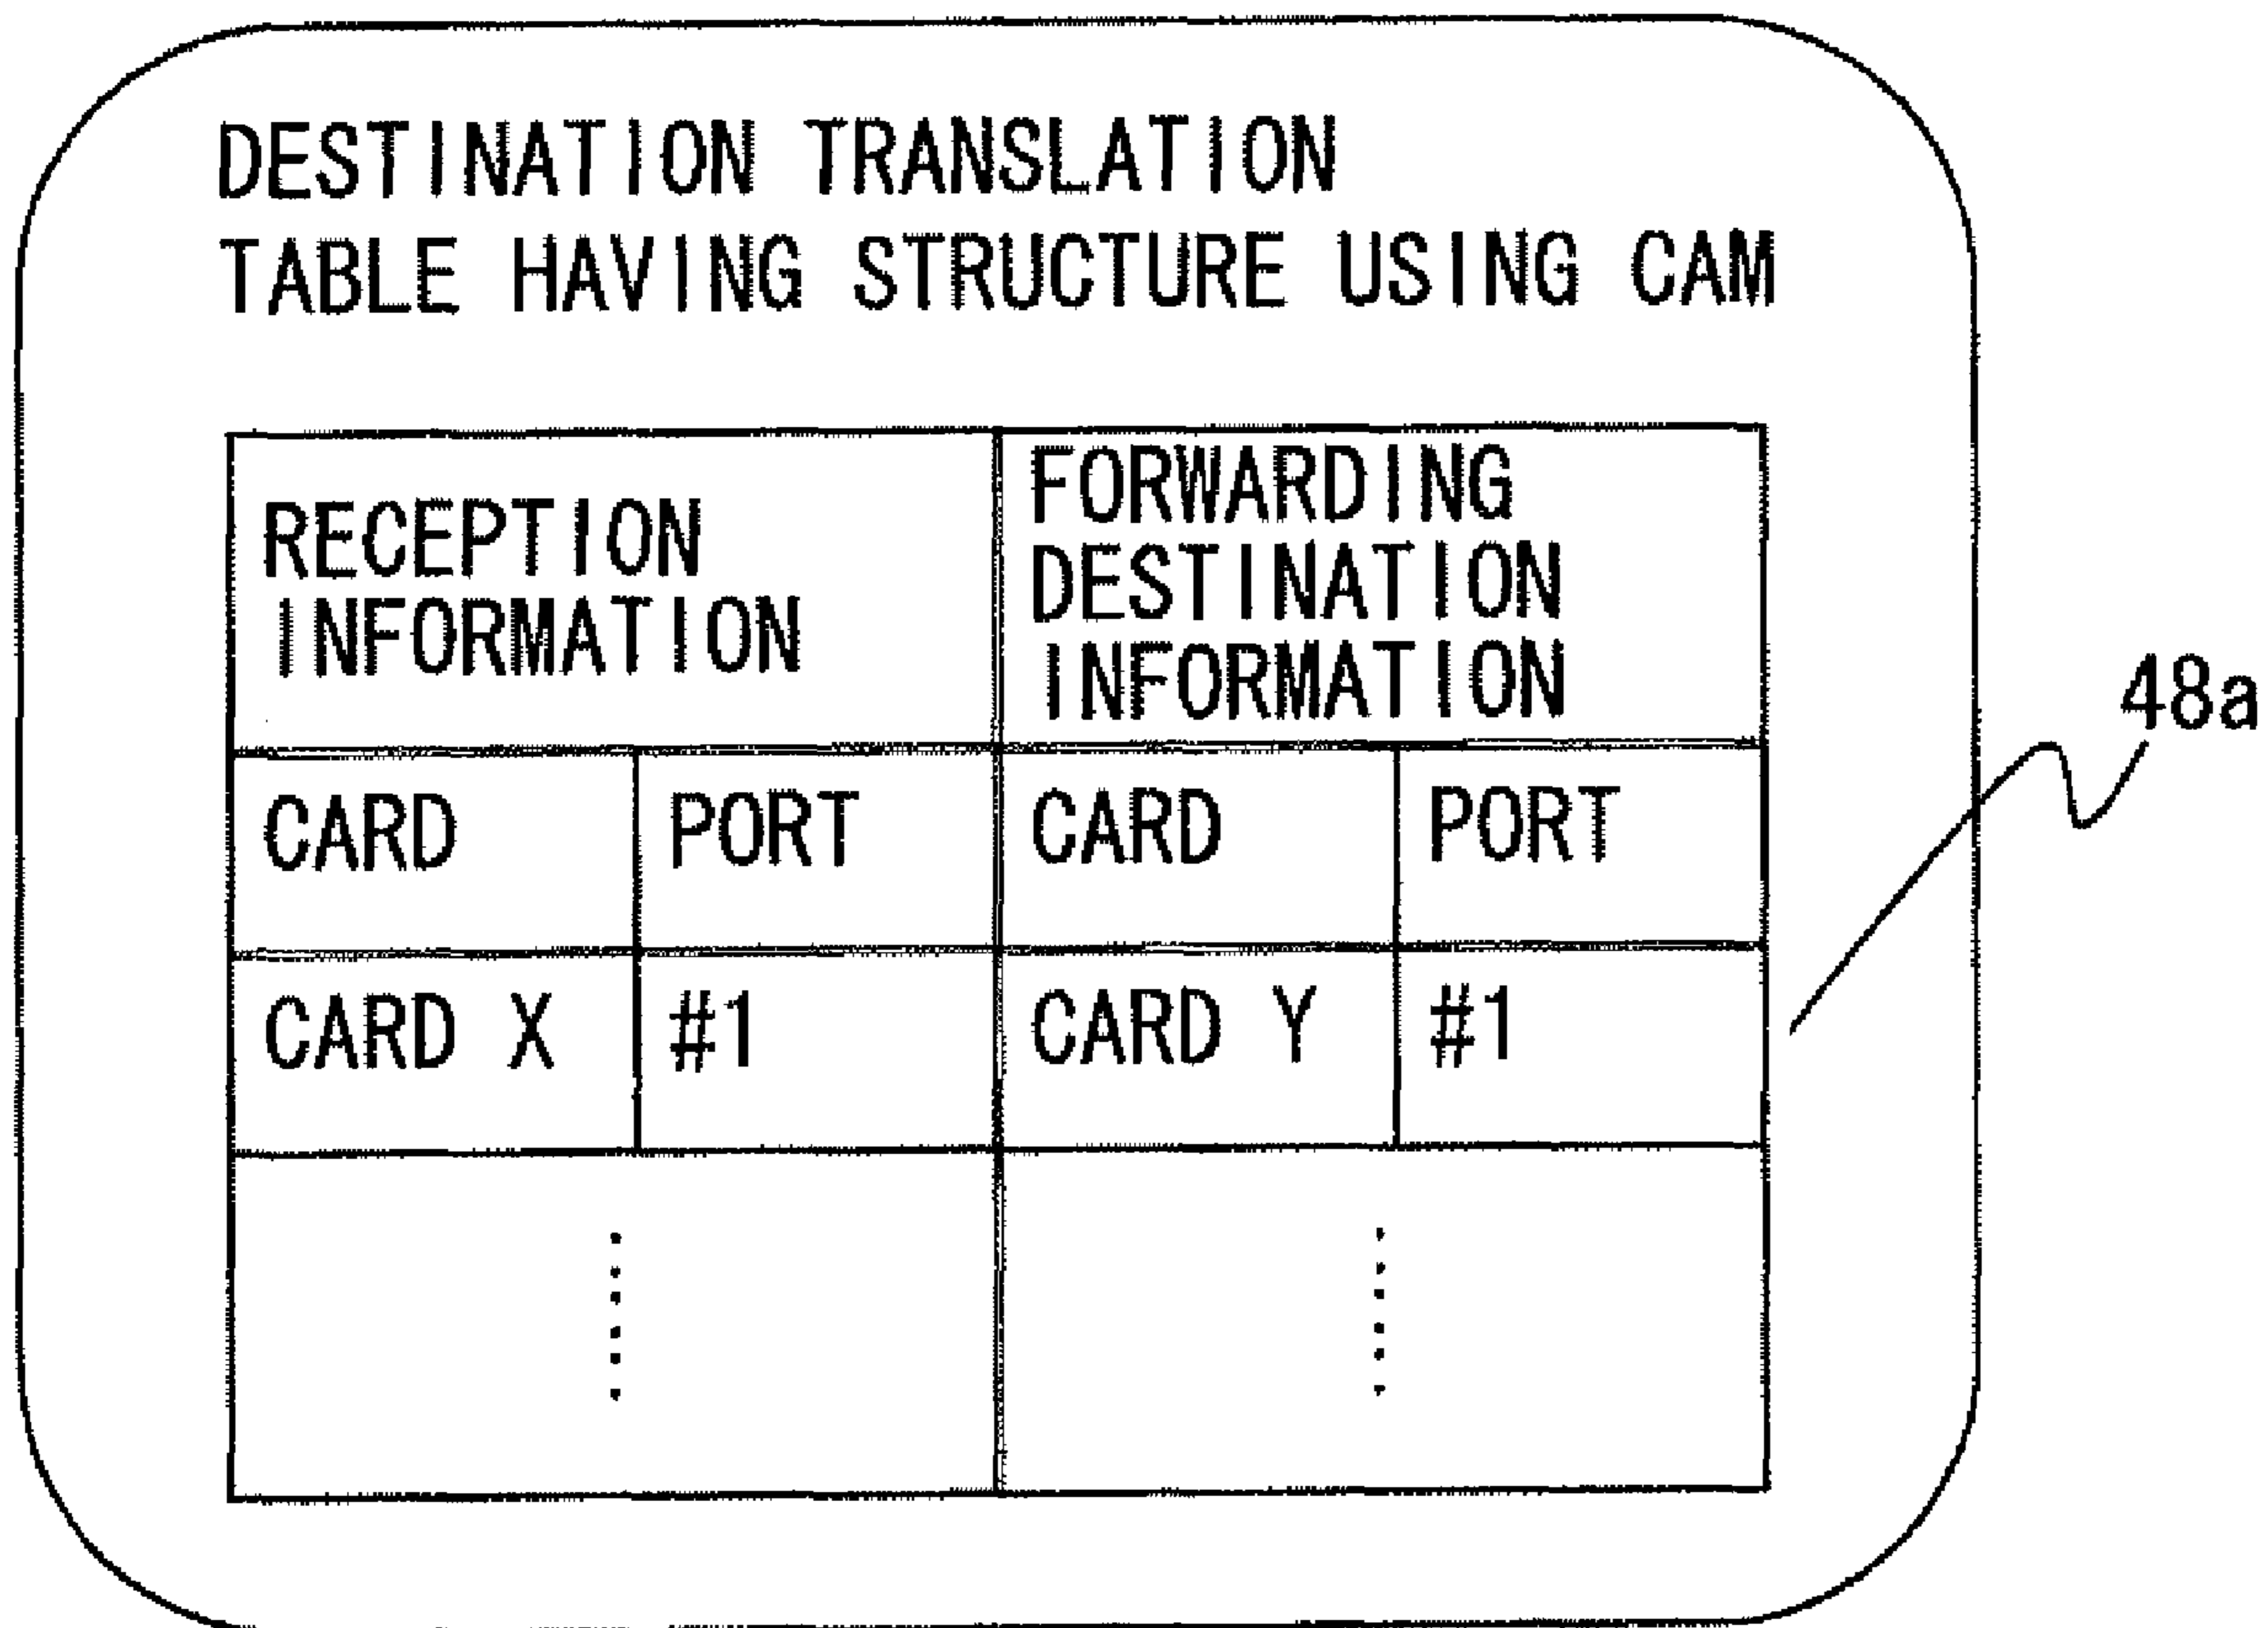 DESTINATION TRANSLATION
TABLE HAVING STRUCTURE USING CAM
RECEPTION
INFORMATION
FORWARDING
DESTINATION
INFORMATION
48a
CARD PORT CARD PORT
CARD X #1 CARD Y #1